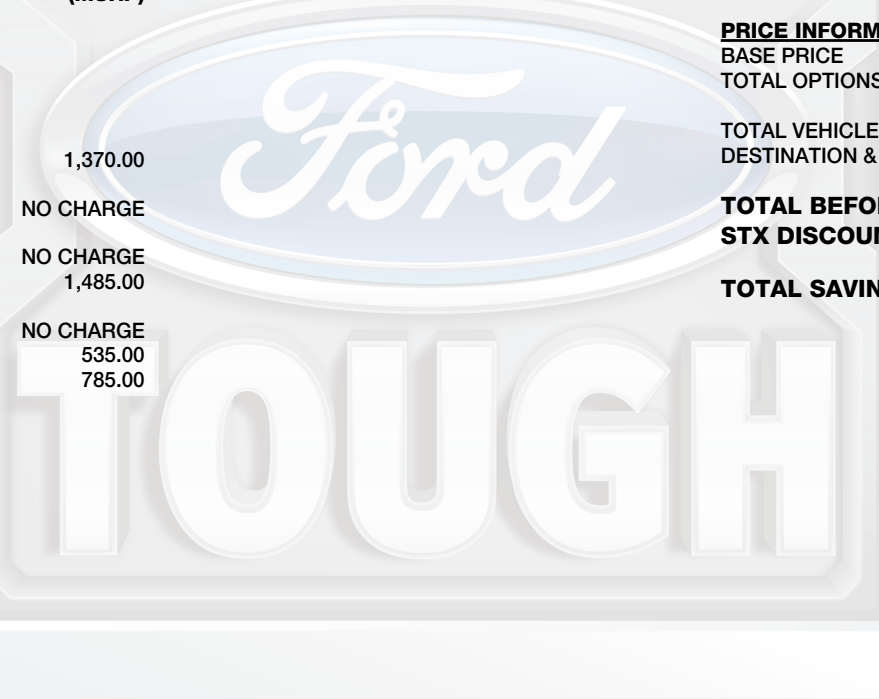 1,370.00
NO CHARGE
NO CHARGE
1,485.00
NO CHARGE
535.00
785.00
PRICE INFORM
BASE PRICE
TOTAL OPTIONS
TOTAL VEHICLE
DESTINATION &
TOTAL BEFO
STX DISCOU
TOTAL SAVIN
Ford
TOUGH